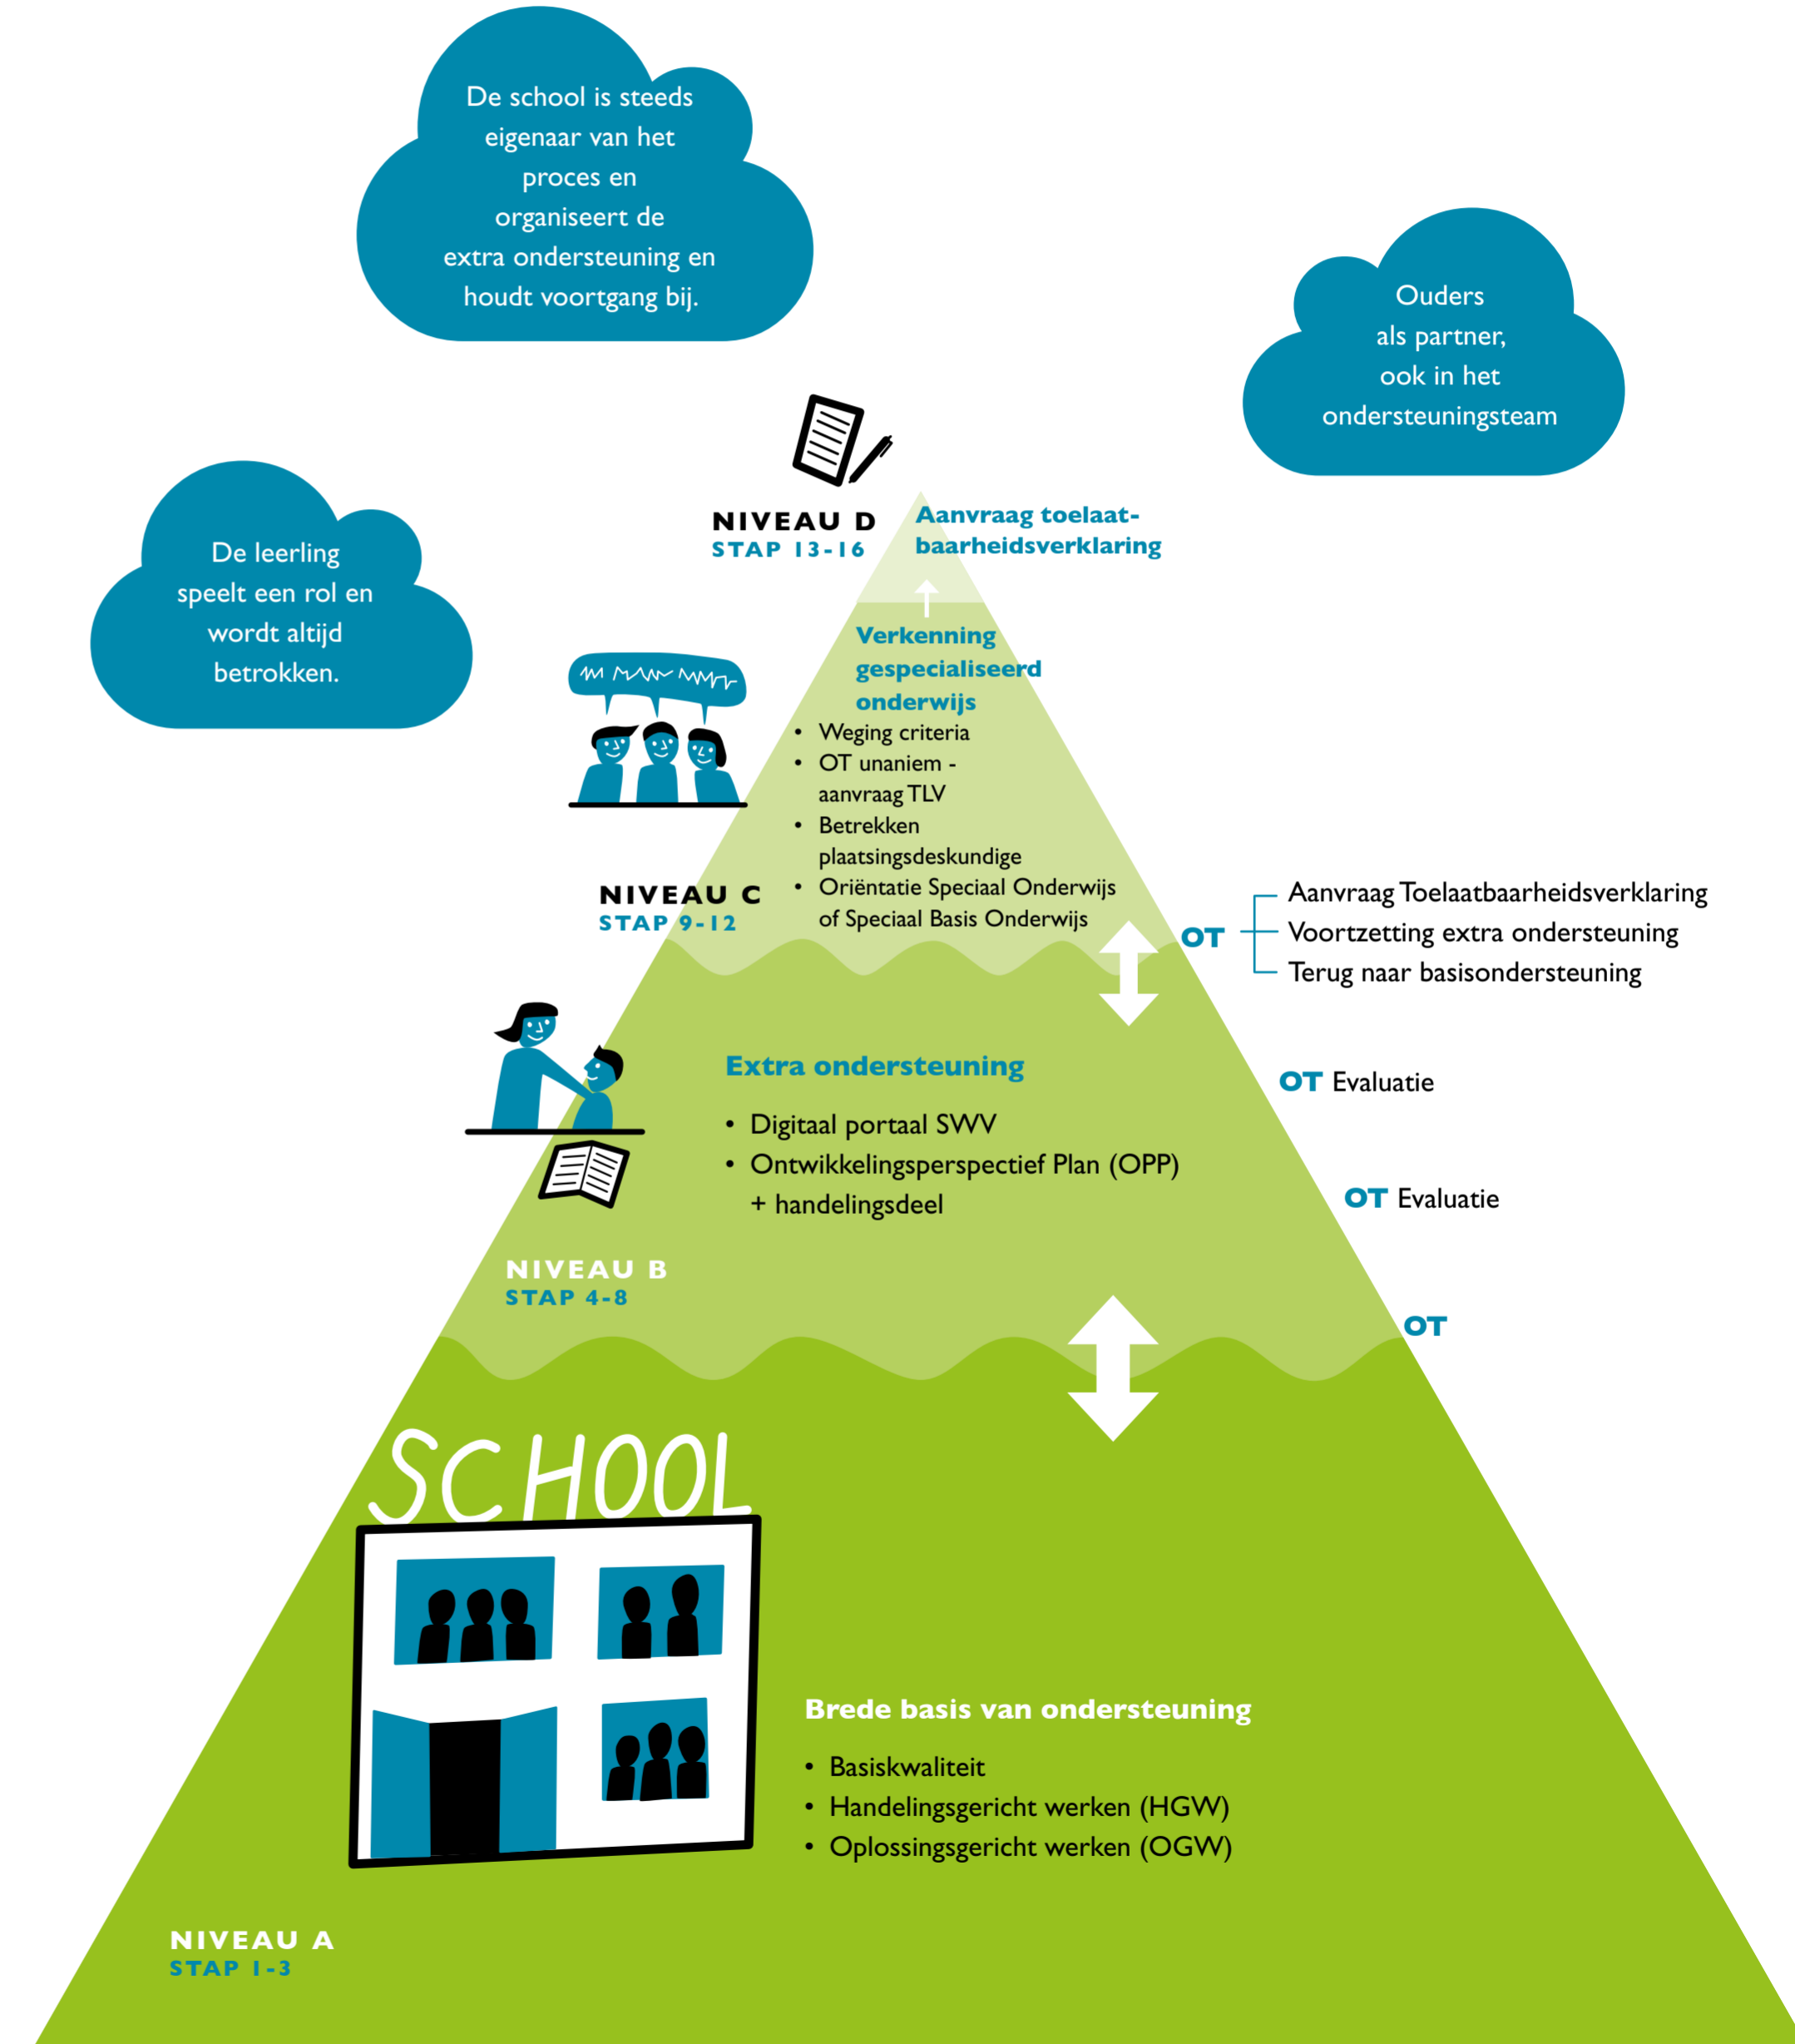 De school is steeds
eigenaar van het
proces en
organiseert de
extra ondersteuning en
houdt voortgang bij.
Ouders
als partner,
ook in het
ondersteuningsteam
De leerling
speelt een rol en
wordt altijd
betrokken.
NIVEAU D
STAP 13-16
Aanvraag toelaat-
baarheidsverklaring
Verkenning
gespecialiseerd
onderwijs
• Weging criteria
• OT unaniem -
aanvraag TLV
• Betrekken
plaatsingsdeskundige
• Oriëntatie Speciaal Onderwijs
of Speciaal Basis Onderwijs
NIVEAU C
STAP 9-12
OT
Aanvraag Toelaatbaarheidsverklaring
Voortzetting extra ondersteuning
Terug naar basisondersteuning
Extra ondersteuning
• Digitaal portaal SWV
• Ontwikkelingsperspectief Plan (OPP)
+ handelingsdeel
OT Evaluatie
OT Evaluatie
NIVEAU B
STAP 4-8
OT
SCHOOL
Brede basis van ondersteuning
• Basiskwaliteit
• Handelingsgericht werken (HGW)
• Oplossingsgericht werken (OGW)
NIVEAU A
STAP 1-3